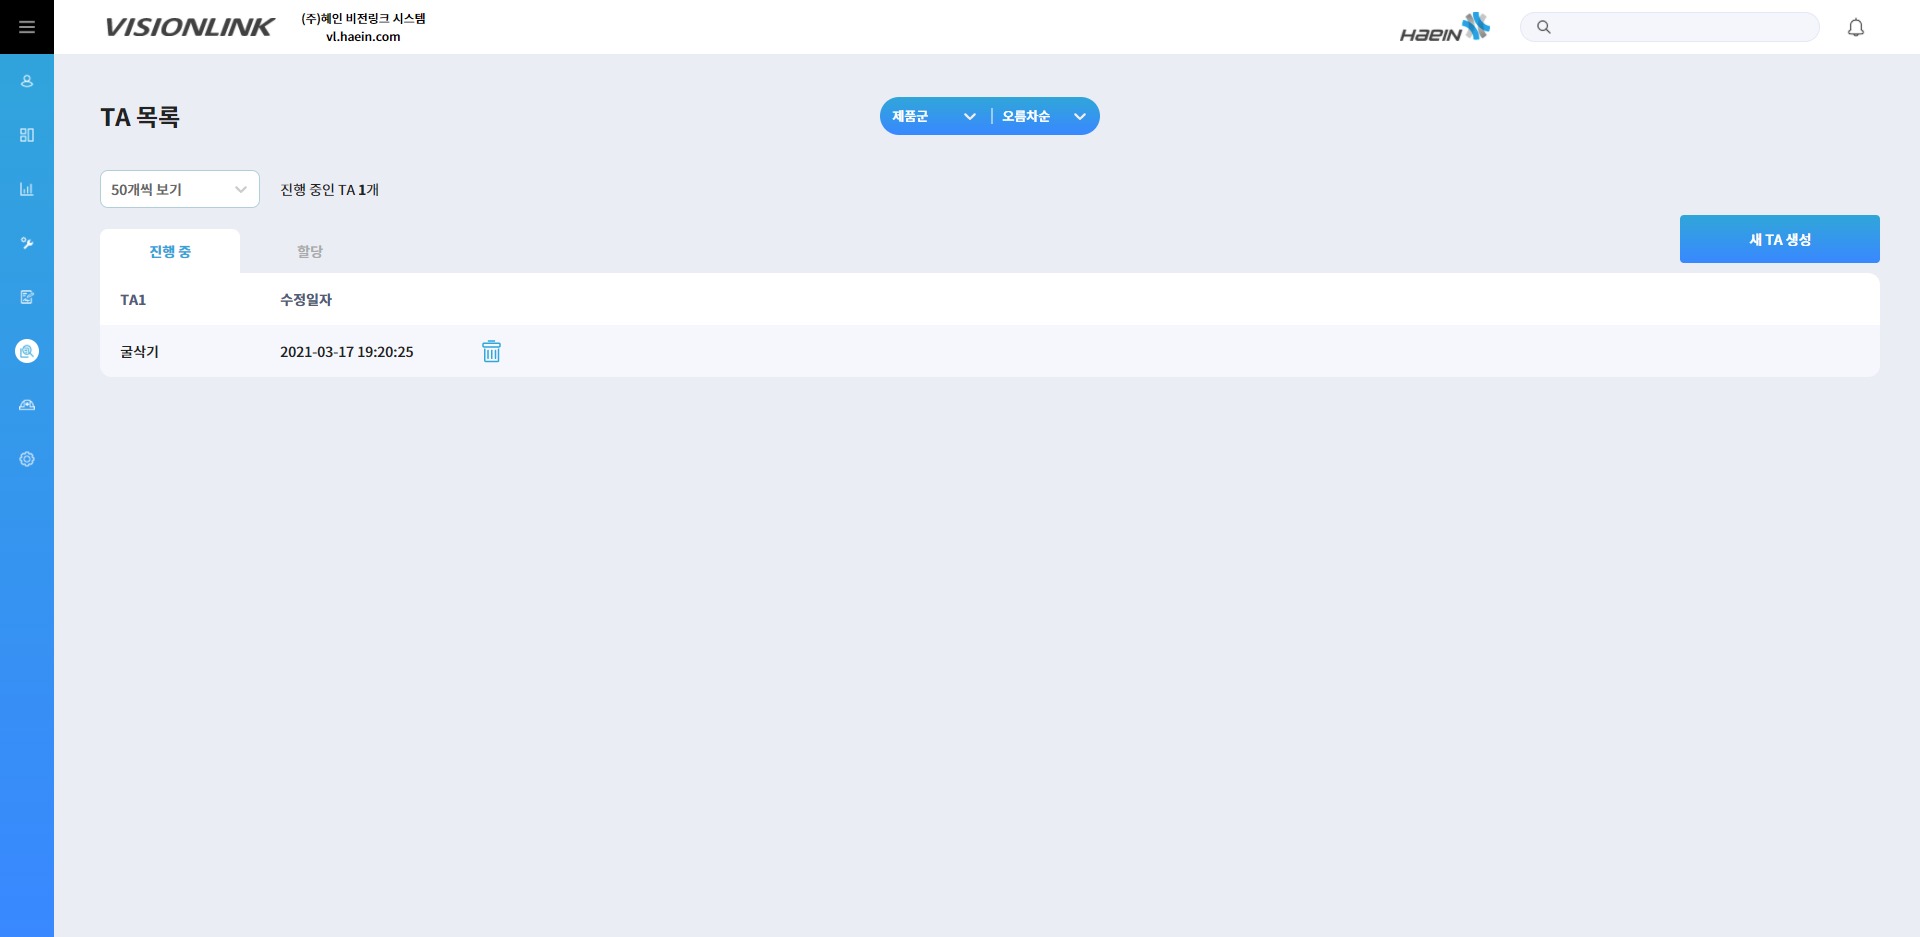 VISIONLINK
(주)혜인 비전링크 시스템
vl.haein.com
HAEIN
TA 목록
제품군 오름차순
50개씩 보기
진행 중인 TA 1개
진행 중 할당
새 TA 생성
TA1 수정일자
굴삭기 2021-03-17 19:20:25